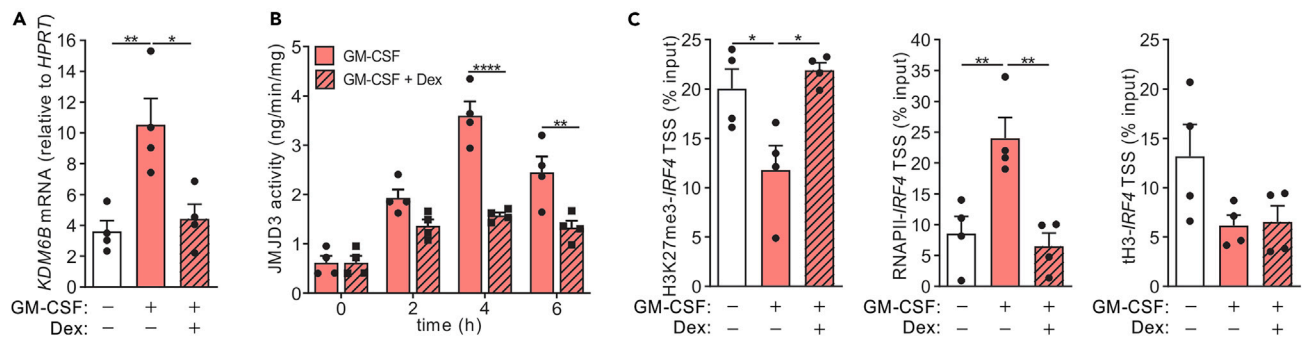 A
KDM6B mRNA (relative to HPRT)
16
14
12
10
8
6
4
2
0
** *
GM-CSF: – + +
Dex: – – +
B
JMJD3 activity (ng/min/mg)
5
4
3
2
1
0
GM-CSF
GM-CSF + Dex
****
**
0 2 4 6
time (h)
C
H3K27me3-IRF4 TSS (% input)
25
20
15
10
5
0
* *
GM-CSF: – + +
Dex: – – +
RNAPII-IRF4 TSS (% input)
40
35
30
25
20
15
10
5
0
** **
GM-CSF: – + +
Dex: – – +
tH3-IRF4 TSS (% input)
25
20
15
10
5
0
GM-CSF: – + +
Dex: – – +